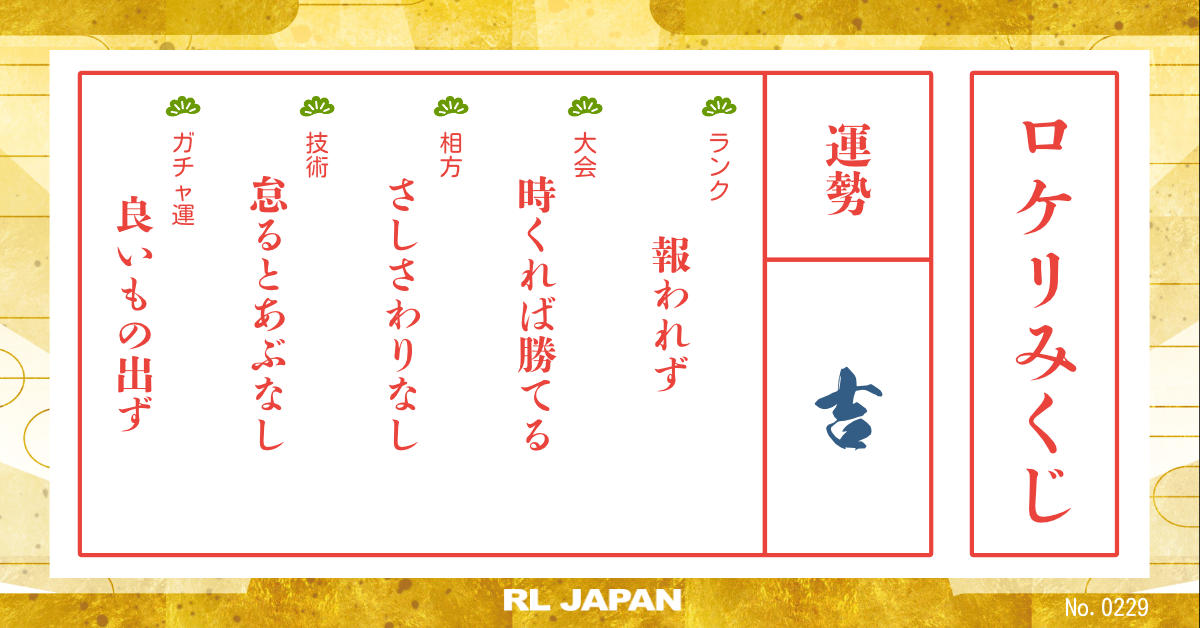 ロケリみくじ
運勢
吉
ランク
報われず
大会
時くれば勝てる
相方
さしさわりなし
技術
怠るとあぶなし
ガチャ運
良いもの出ず
RL JAPAN
No. 0229